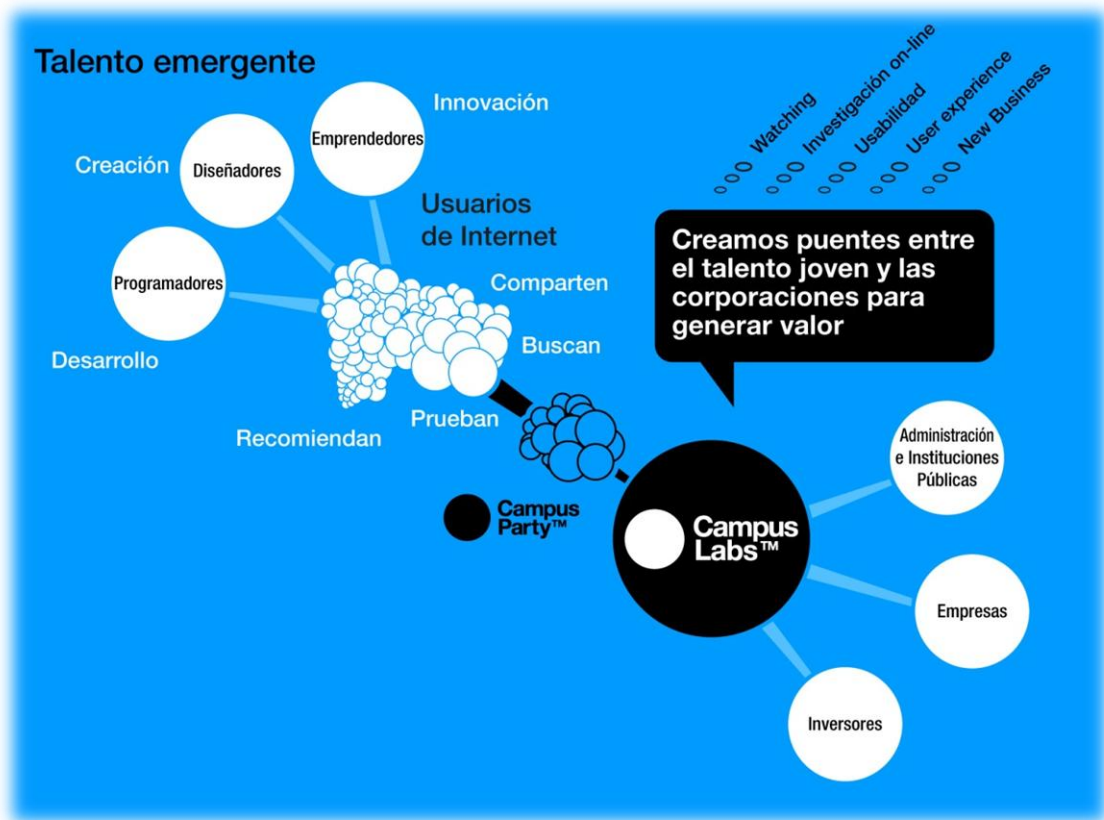 Talento emergente
Innovación
Emprendedores
Creación
Diseñadores
Programadores
Desarrollo
Usuarios
de Internet
Comparten
Buscan
Prueban
Recomiendan
Watching
Investigación on-line
Usabilidad
User experience
New Business
Creamos puentes entre
el talento joven y las
corporaciones para
generar valor
Campus
Party™
Campus
Labs™
Administración
e Instituciones
Públicas
Empresas
Inversores